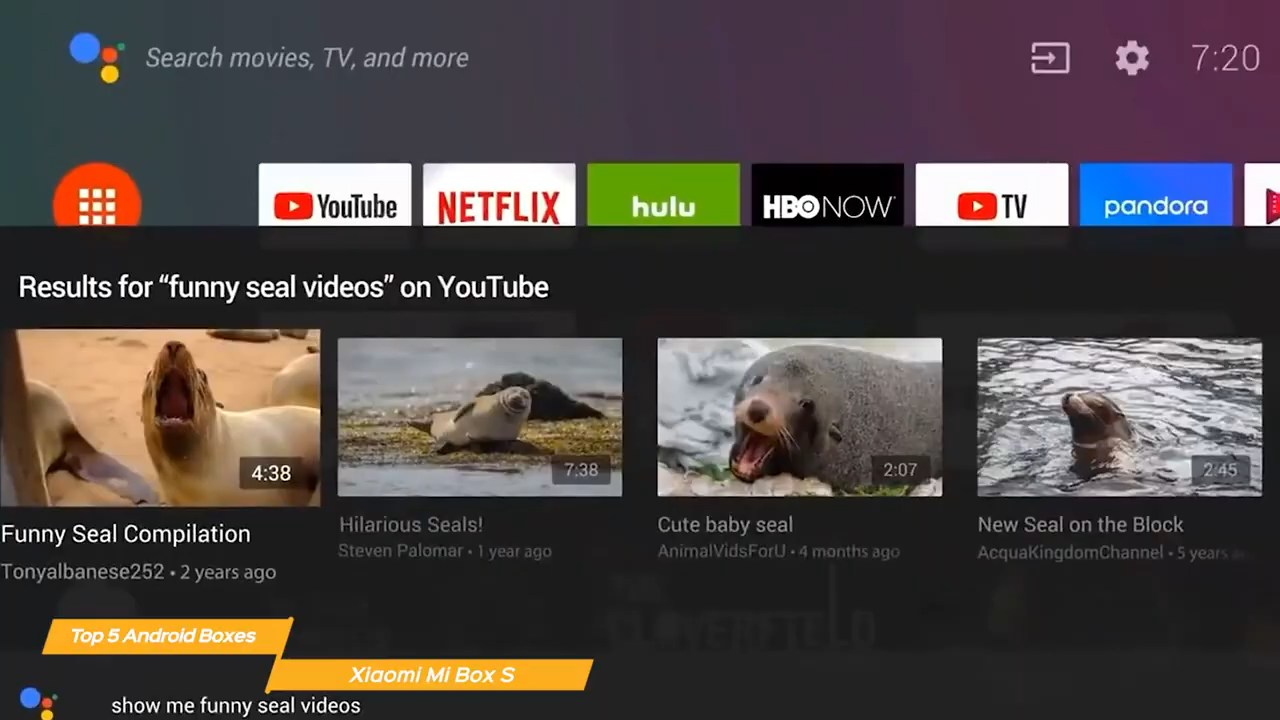 Search movies, TV, and more
7:20
YouTube
NETFLIX
hulu
HBO NOW
TV
pandora
Results for “funny seal videos” on YouTube
4:38
7:38
2:07
2:45
Funny Seal Compilation
Hilarious Seals!
Cute baby seal
New Seal on the Block
Tonyalbanese252 • 2 years ago
Steven Palomar • 1 year ago
AnimalVidsForU • 4 months ago
AcquaKingdomChannel • 5 years
Top 5 Android Boxes
Xiaomi Mi Box S
show me funny seal videos